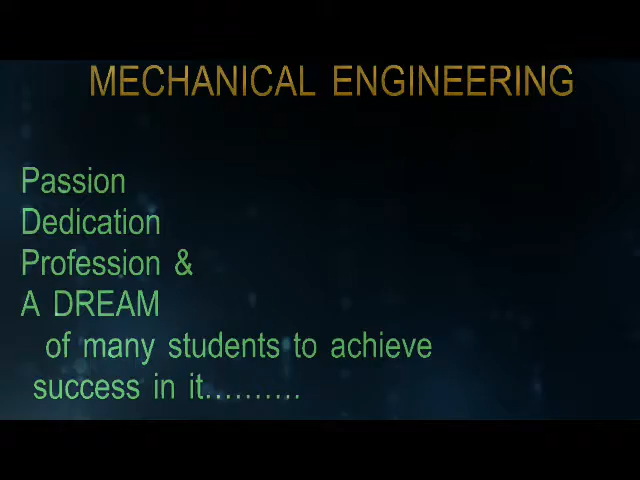 MECHANICAL ENGINEERING
Passion
Dedication
Profession &
A DREAM
of many students to achieve
success in it..........